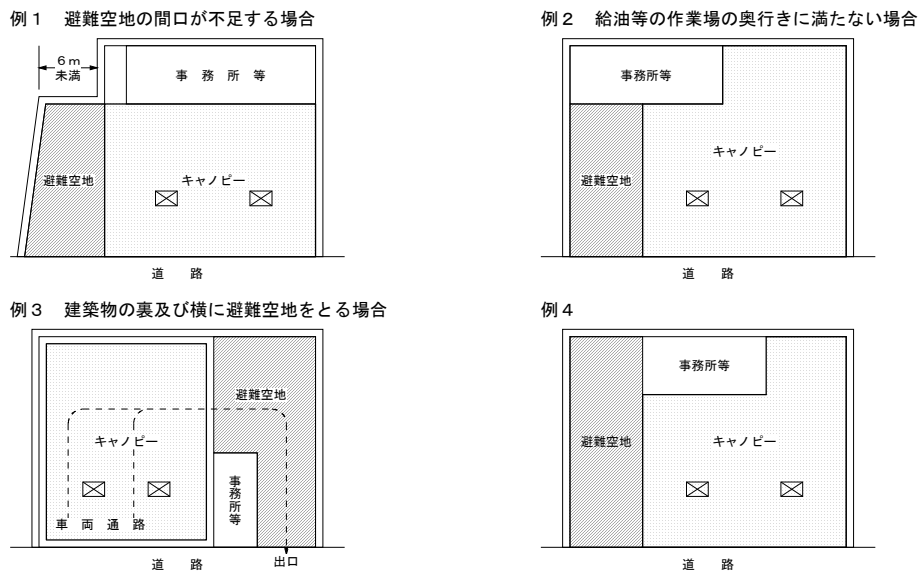 例１　避難空地の間口が不足する場合
６ｍ
未満
事　務　所　等
避難空地
キャノピー
道　路
例２　給油等の作業場の奥行きに満たない場合
事務所等
キャノピー
避難空地
道　路
例３　建築物の裏及び横に避難空地をとる場合
避難空地
キャノピー
事務所等
車　両　通　路
道　路
出口
例４
事務所等
避難空地
キャノピー
道　路